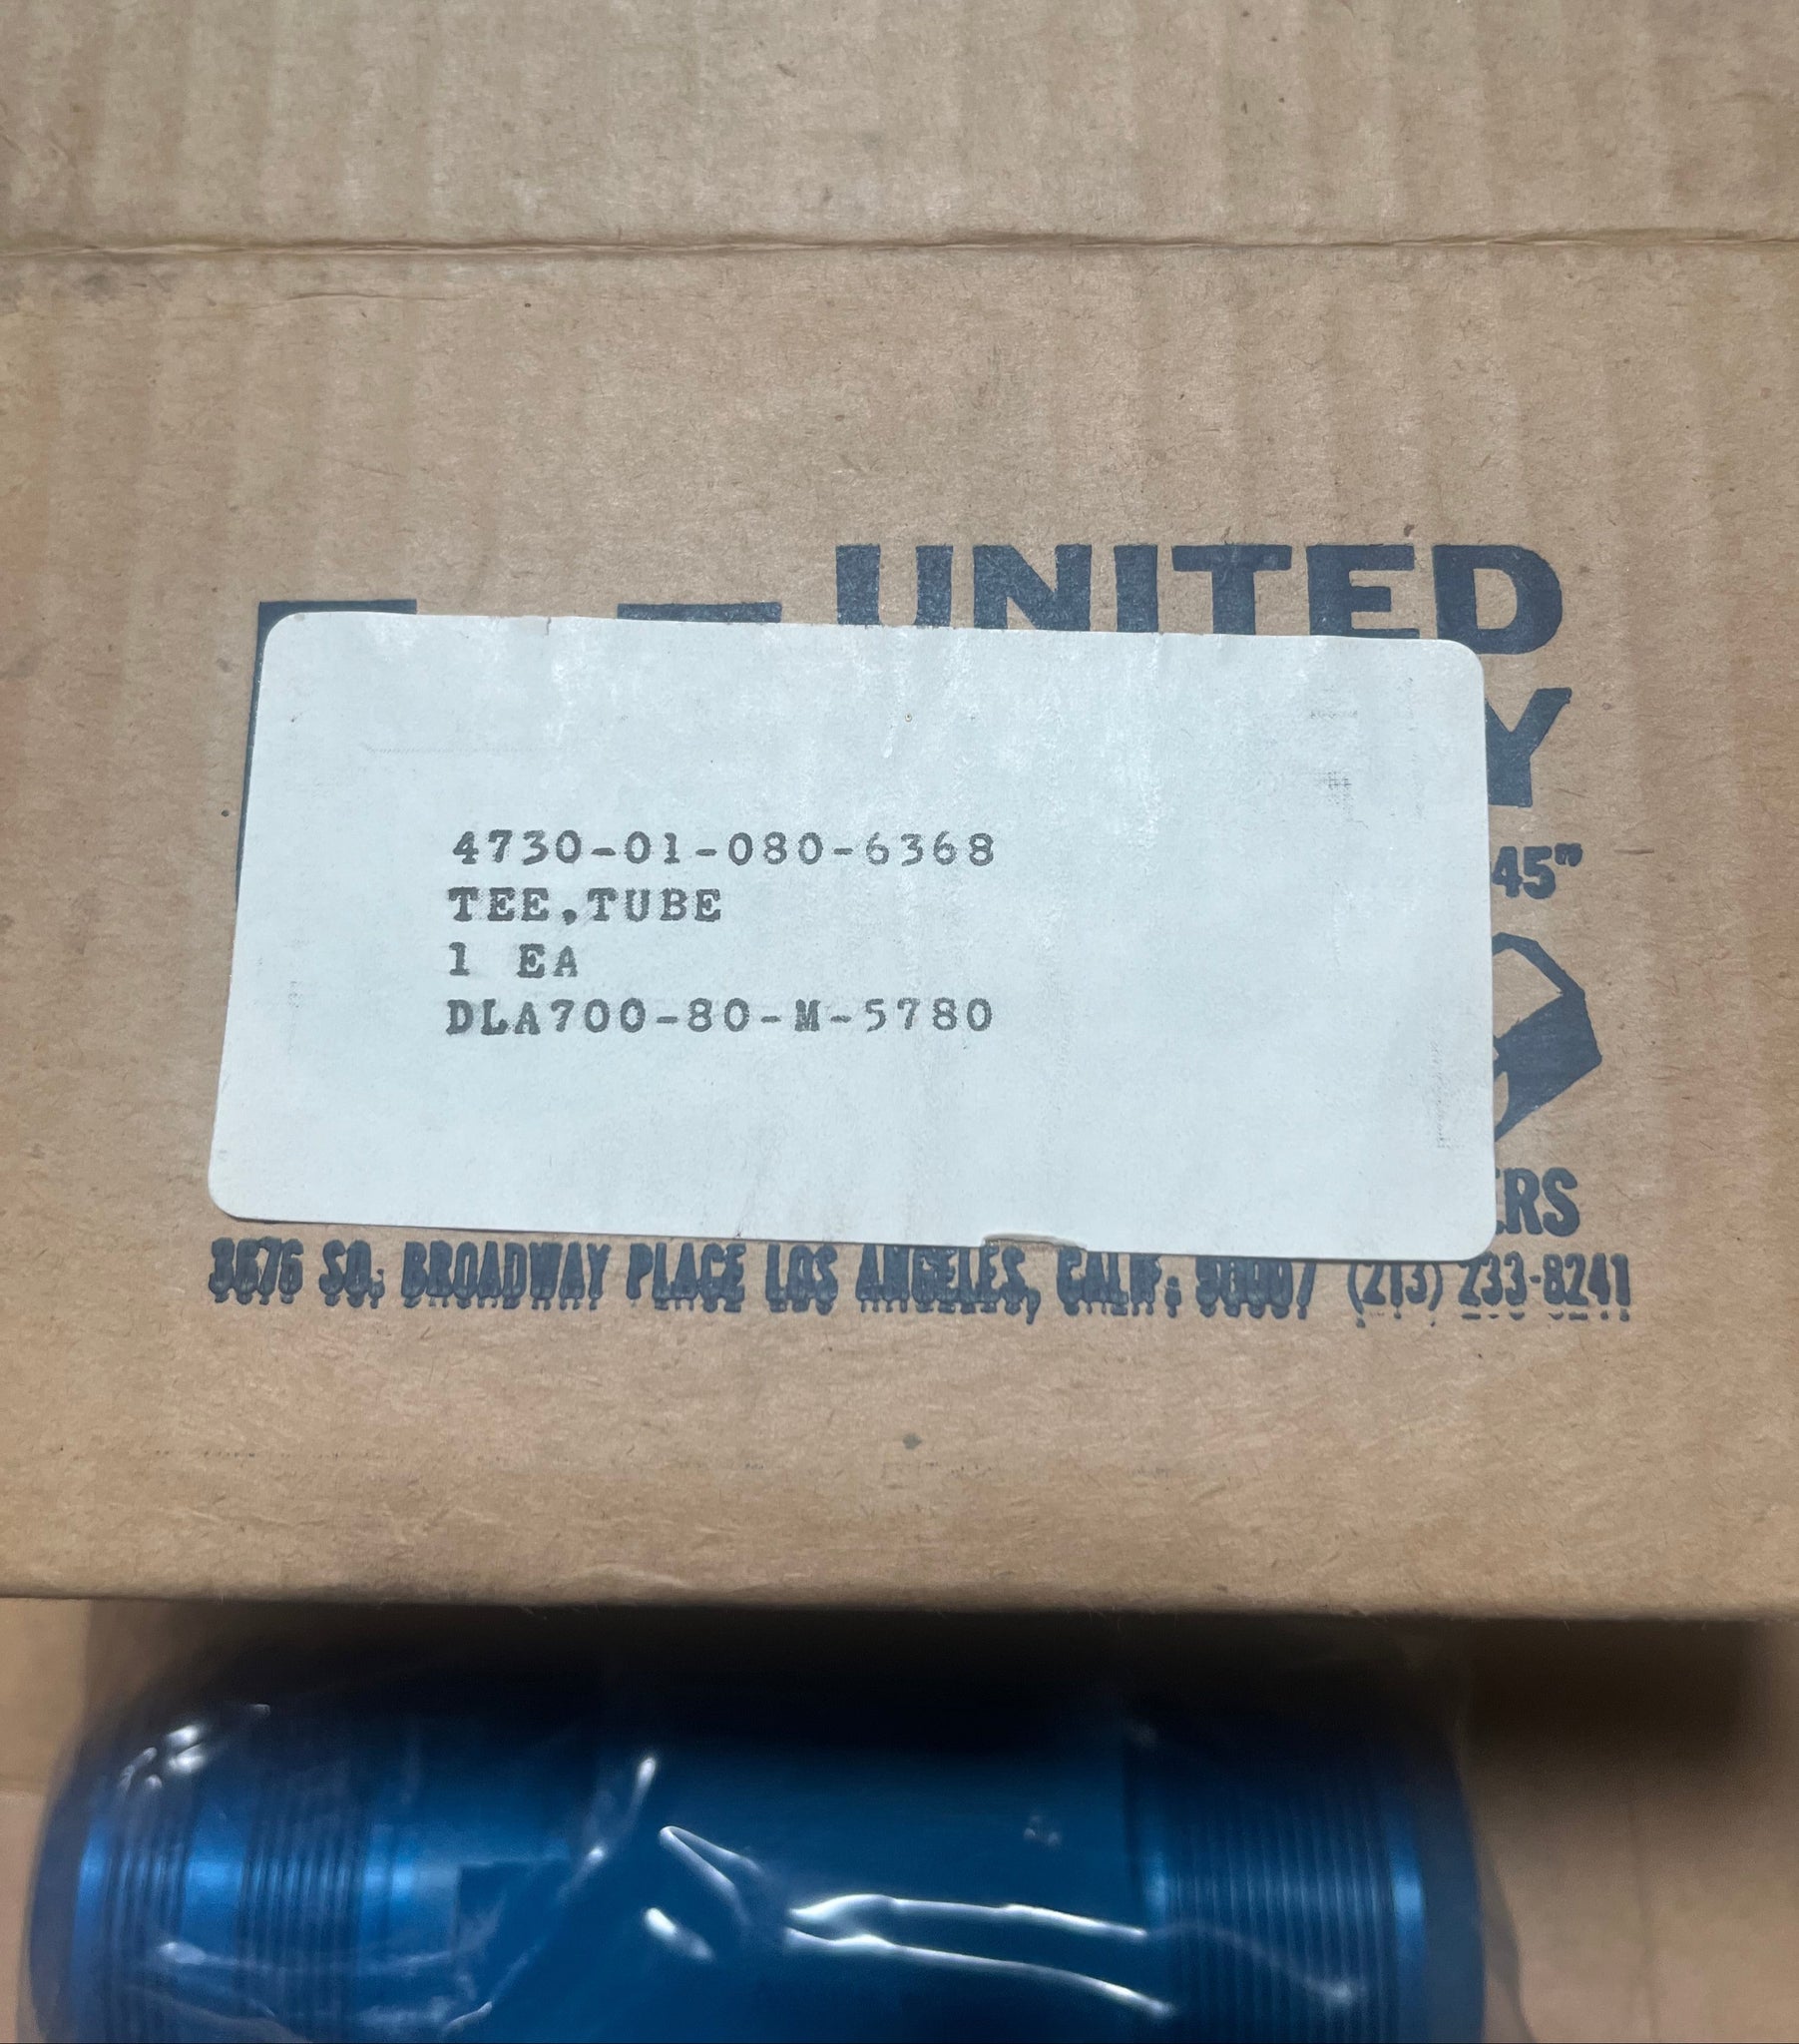 UNITED
Y
45"
4730-01-080-6368
TEE,TUBE
1 EA
DLA700-80-M-5780
ERS
3676 SO. BROADWAY PLACE LOS ANGELES, CALIF. 90007 (213) 233-8241